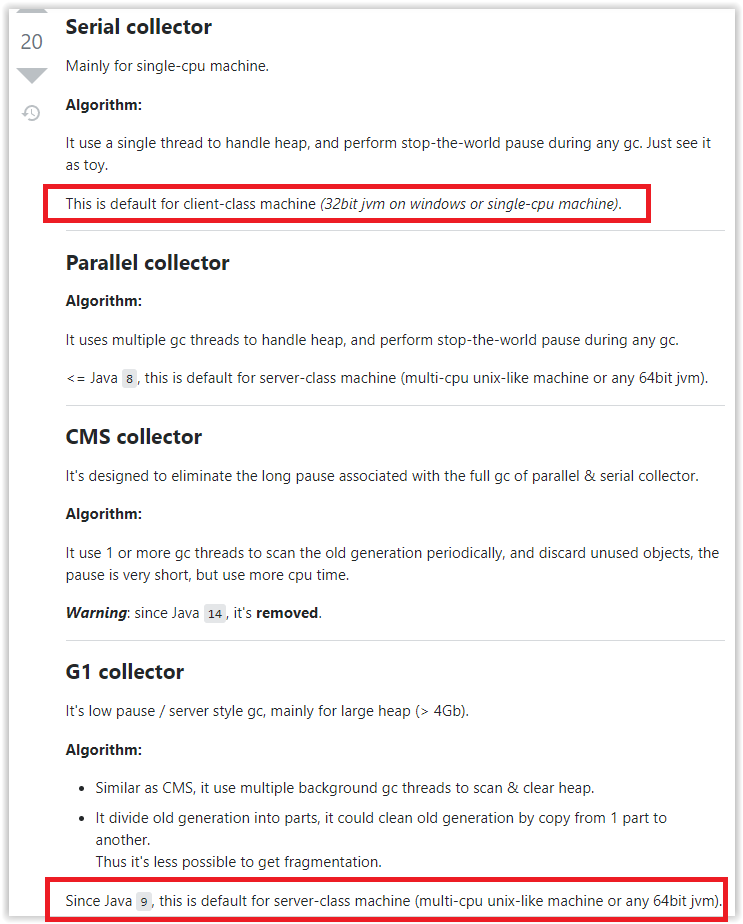 Serial collector
20
Mainly for single-cpu machine.
Algorithm:
It use a single thread to handle heap, and perform stop-the-world pause during any gc. Just see it
as toy.
This is default for client-class machine (32bit jvm on windows or single-cpu machine).
Parallel collector
Algorithm:
It uses multiple gc threads to handle heap, and perform stop-the-world pause during any gc.
<= Java 8, this is default for server-class machine (multi-cpu unix-like machine or any 64bit jvm).
CMS collector
It's designed to eliminate the long pause associated with the full gc of parallel & serial collector.
Algorithm:
It use 1 or more gc threads to scan the old generation periodically, and discard unused objects, the
pause is very short, but use more cpu time.
Warning: since Java 14, it's removed.
G1 collector
It's low pause / server style gc, mainly for large heap (> 4Gb).
Algorithm:
• Similar as CMS, it use multiple background gc threads to scan & clear heap.
• It divide old generation into parts, it could clean old generation by copy from 1 part to
another.
Thus it's less possible to get fragmentation.
Since Java 9, this is default for server-class machine (multi-cpu unix-like machine or any 64bit jvm).